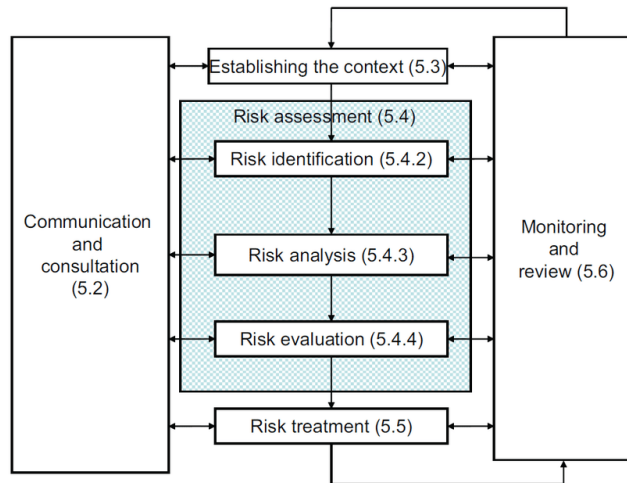 Establishing the context (5.3)
Risk assessment (5.4)
Risk identification (5.4.2)
Communication
and
consultation
(5.2)
Risk analysis (5.4.3)
Monitoring
and
review (5.6)
Risk evaluation (5.4.4)
Risk treatment (5.5)